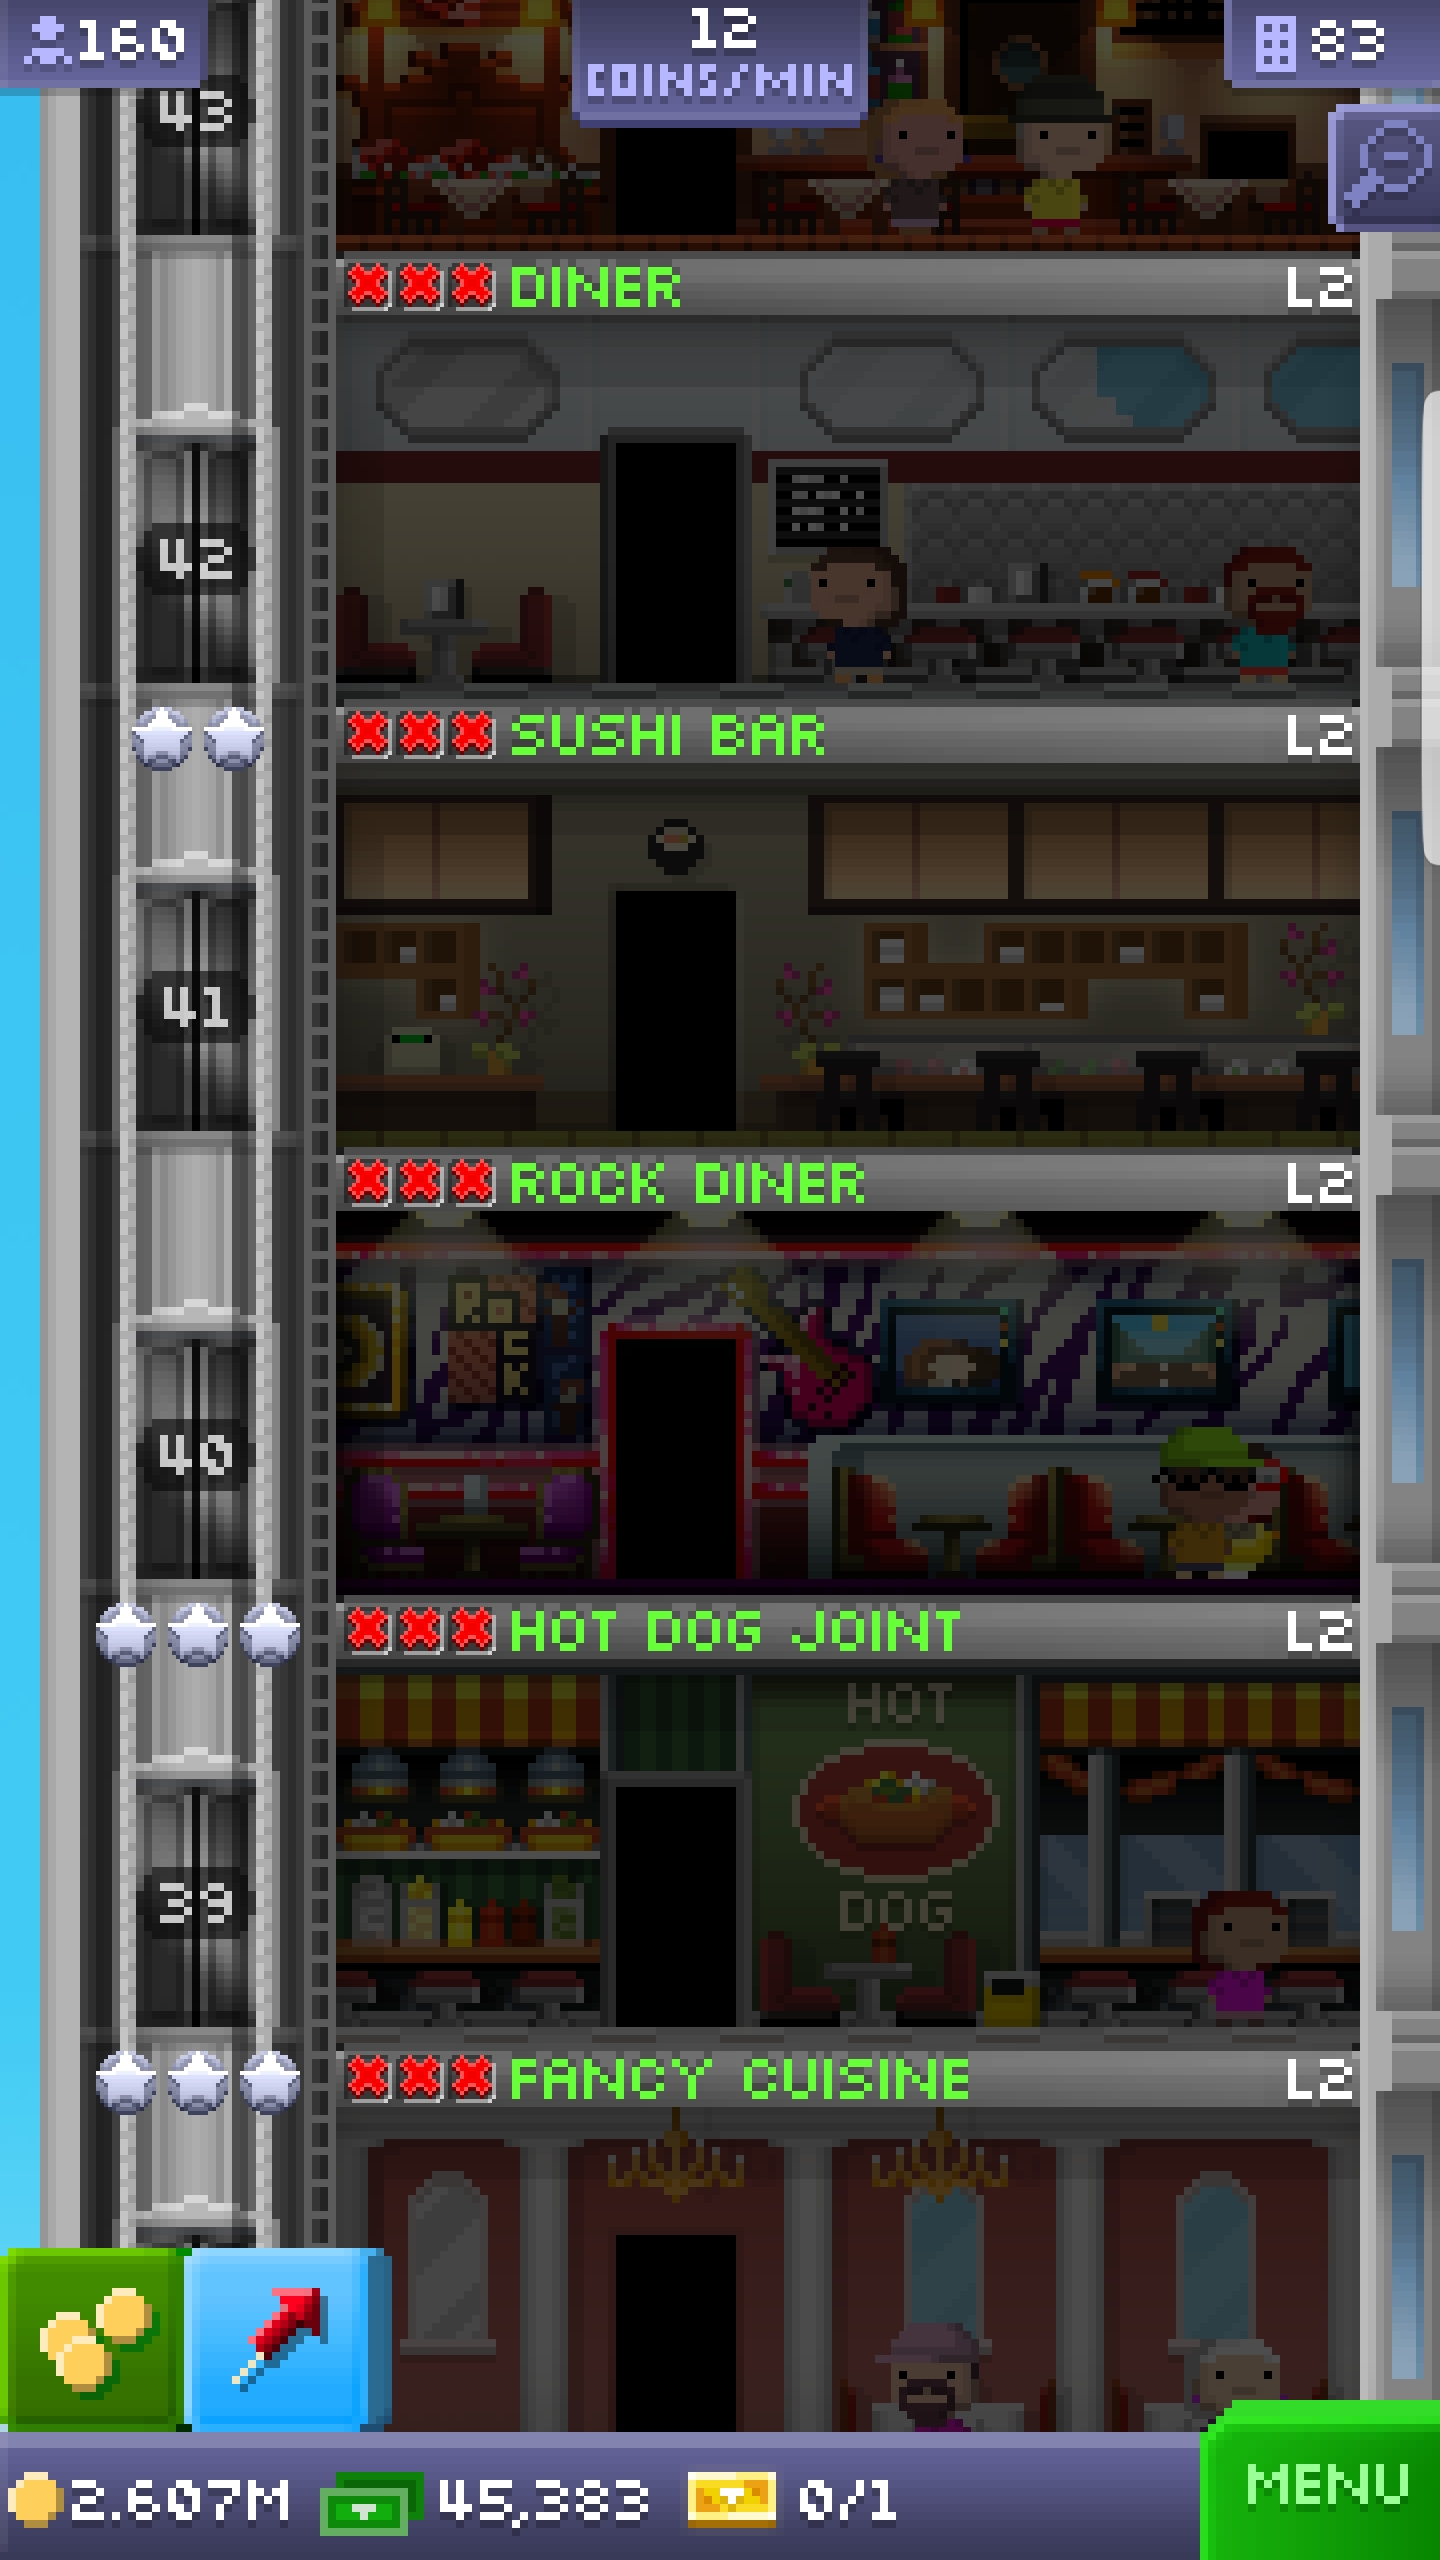 160
12
COINS/MIN
83
43
DINER L2
42
SUSHI BAR L2
41
ROCK DINER L2
40
HOT DOG JOINT L2
HOT
DOG
39
FANCY CUISINE L2
2.607M 45,383 0/1 MENU